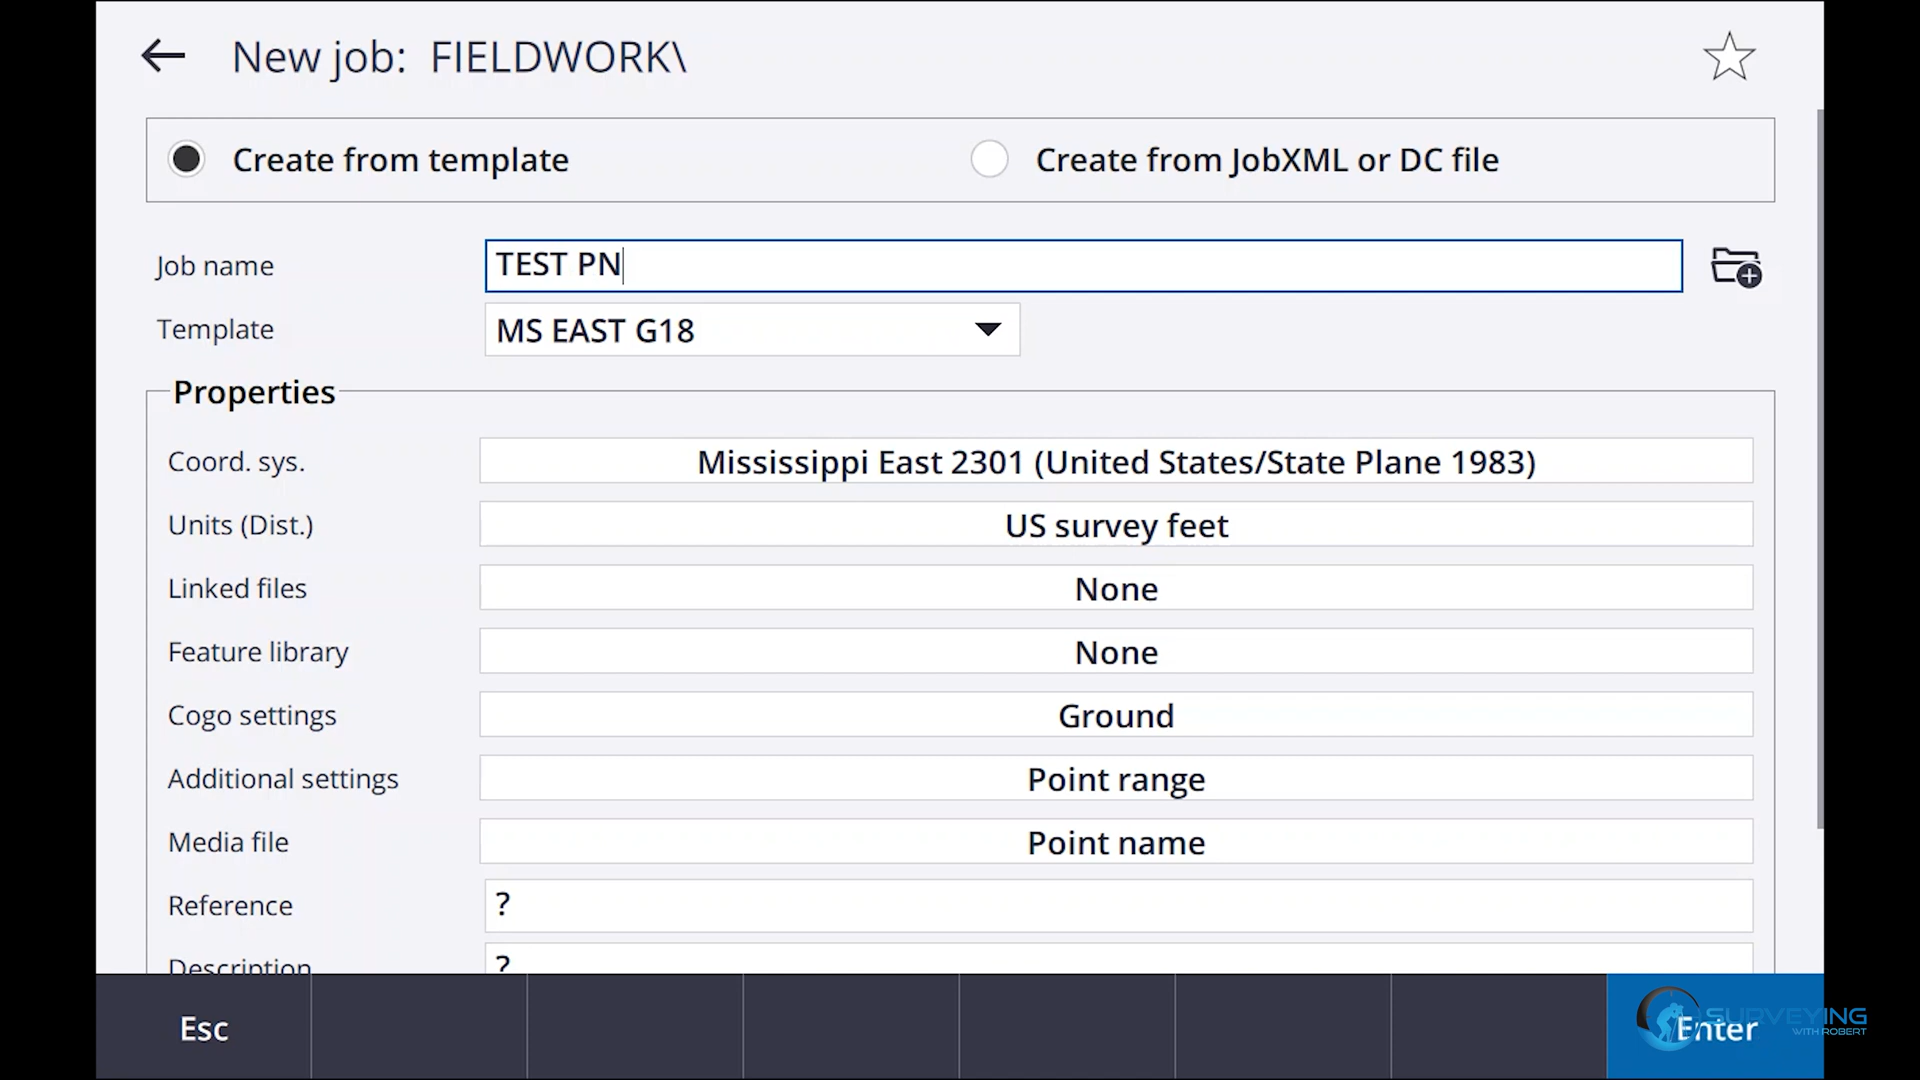 New job: FIELDWORK\
Create from template
Create from JobXML or DC file
Job name
TEST PN
Template
MS EAST G18
Properties
Coord. sys.
Mississippi East 2301 (United States/State Plane 1983)
Units (Dist.)
US survey feet
Linked files
None
Feature library
None
Cogo settings
Ground
Additional settings
Point range
Media file
Point name
Reference
?
Description
?
Esc
Enter
SURVEYING
WITH ROBERT